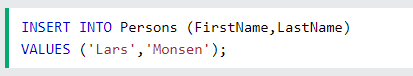 INSERT INTO Persons (FirstName,LastName)
VALUES ('Lars','Monsen');